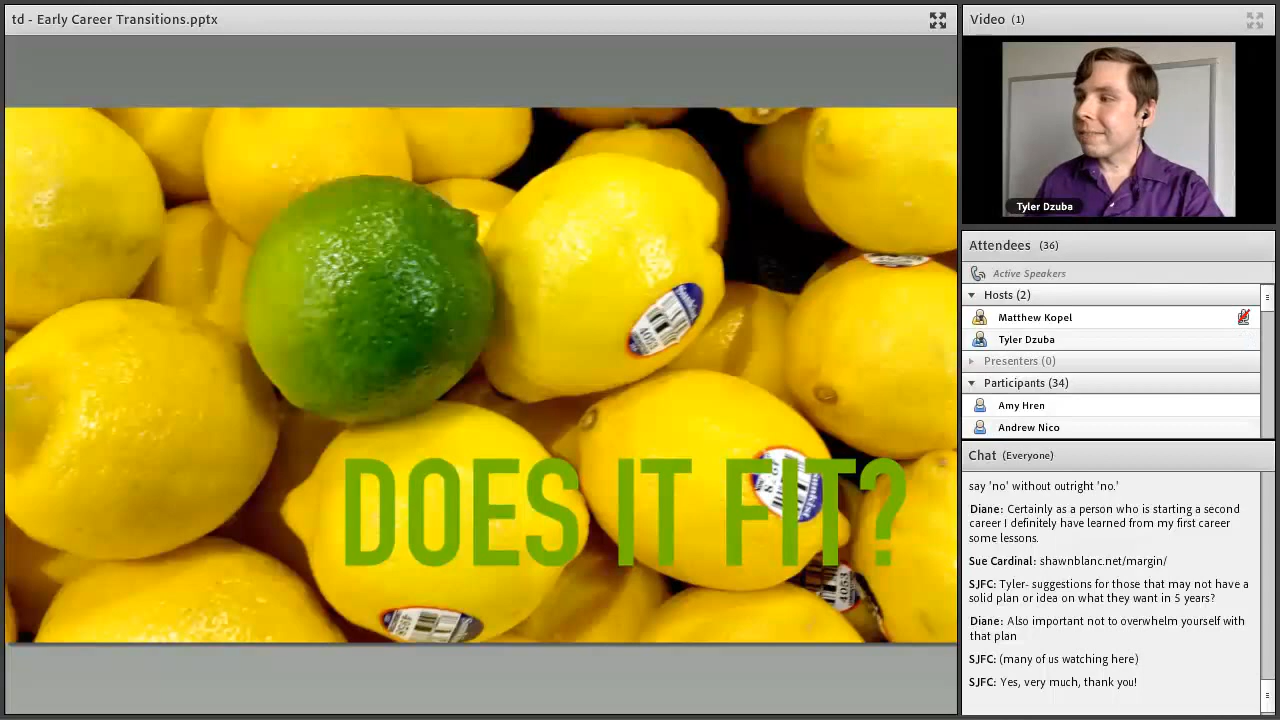 td - Early Career Transitions.pptx
DOES IT FIT?
4053
Video (1)
Tyler Dzuba
Attendees (36)
Active Speakers
Hosts (2)
Matthew Kopel
Tyler Dzuba
Presenters (0)
Participants (34)
Amy Hren
Andrew Nico
Chat (Everyone)
say 'no' without outright 'no.'
Diane: Certainly as a person who is starting a second
career I definitely have learned from my first career
some lessons.
Sue Cardinal: shawnblanc.net/margin/
SJFC: Tyler- suggestions for those that may not have a
solid plan or idea on what they want in 5 years?
Diane: Also important not to overwhelm yourself with
that plan
SJFC: (many of us watching here)
SJFC: Yes, very much, thank you!